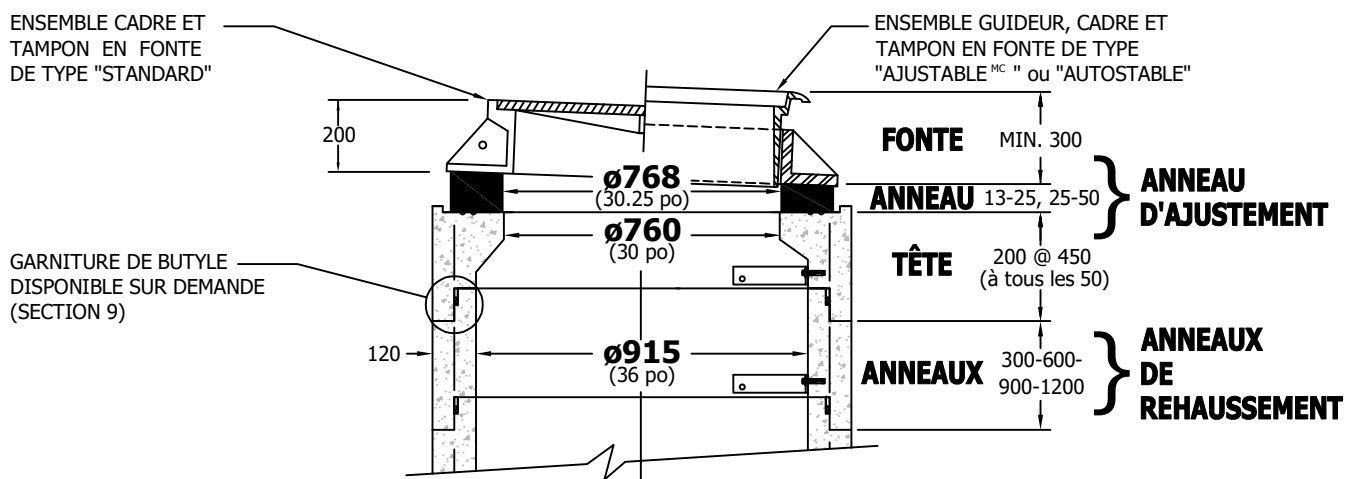 ENSEMBLE CADRE ET
TAMPON EN FONTE
DE TYPE "STANDARD"
ENSEMBLE GUIDEUR, CADRE ET
TAMPON EN FONTE DE TYPE
"AJUSTABLE MC " ou "AUTOSTABLE"
200
FONTE MIN. 300
ø768
(30.25 po)
ANNEAU 13-25, 25-50
ANNEAU
D'AJUSTEMENT
ø760
(30 po)
GARNITURE DE BUTYLE
DISPONIBLE SUR DEMANDE
(SECTION 9)
TÊTE 200 @ 450
(à tous les 50)
120
ø915
(36 po)
ANNEAUX 300-600-
900-1200
ANNEAUX
DE
REHAUSSEMENT